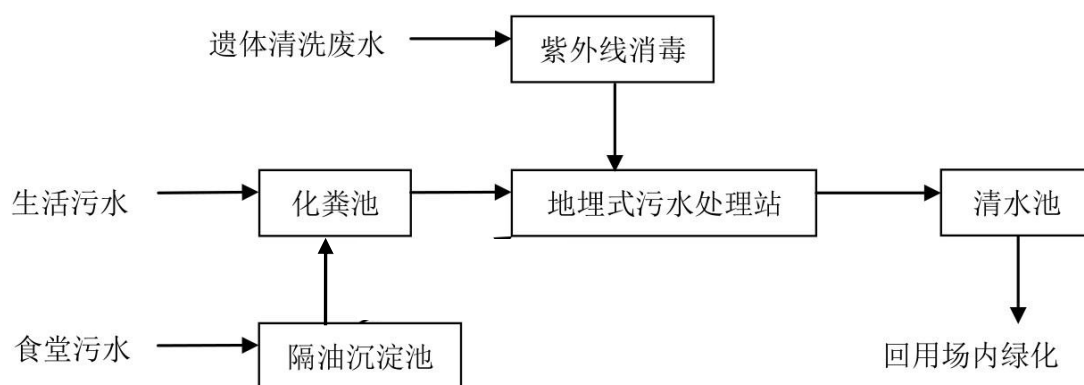 遗体清洗废水
紫外线消毒
生活污水
化粪池
地埋式污水处理站
清水池
食堂污水
隔油沉淀池
回用场内绿化